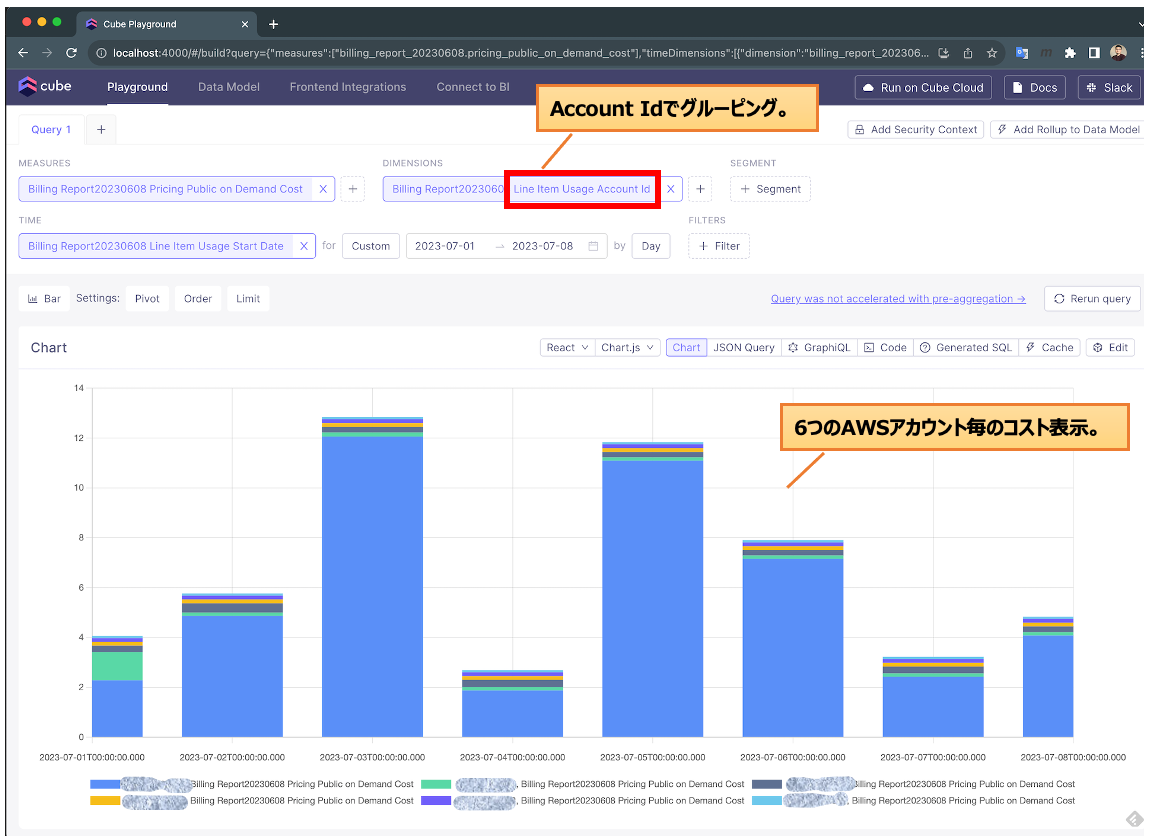 Cube Playground
localhost:4000/#/build?query={"measures":["billing_report_20230608.pricing_public_on_demand_cost"],"timeDimensions":[{"dimension":"billing_report_202306...
cube
Playground
Data Model
Frontend Integrations
Connect to BI
Run on Cube Cloud
Docs
Slack
Account Idでグルーピング。
Query 1
+
Add Security Context
Add Rollup to Data Model
MEASURES
DIMENSIONS
SEGMENT
Billing Report20230608 Pricing Public on Demand Cost
Billing Report2023060
Line Item Usage Account Id
+ Segment
TIME
FILTERS
Billing Report20230608 Line Item Usage Start Date
for
Custom
2023-07-01 → 2023-07-08
by
Day
+ Filter
Bar
Settings:
Pivot
Order
Limit
Query was not accelerated with pre-aggregation →
Rerun query
Chart
React
Chart.js
Chart
JSON Query
GraphiQL
Code
Generated SQL
Cache
Edit
6つのAWSアカウント毎のコスト表示。
14
12
10
8
6
4
2
0
2023-07-01T00:00:00.000
2023-07-02T00:00:00.000
2023-07-03T00:00:00.000
2023-07-04T00:00:00.000
2023-07-05T00:00:00.000
2023-07-06T00:00:00.000
2023-07-07T00:00:00.000
2023-07-08T00:00:00.000
Billing Report20230608 Pricing Public on Demand Cost
, Billing Report20230608 Pricing Public on Demand Cost
Billing Report20230608 Pricing Public on Demand Cost
Billing Report20230608 Pricing Public on Demand Cost
, Billing Report20230608 Pricing Public on Demand Cost
, Billing Report20230608 Pricing Public on Demand Cost